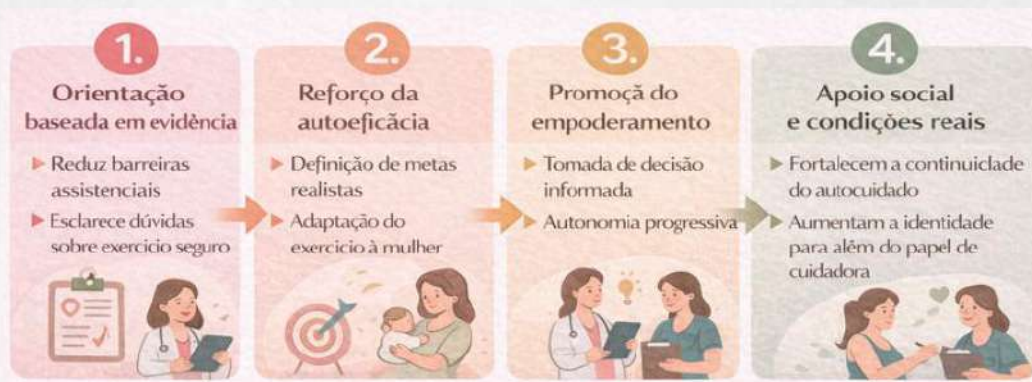 1.
Orientação
baseada em evidência
Reduz barreiras
assistenciais
Esclarece dúvidas
sobre exercicio seguro
2.
Reforço da
autoeficácia
Definição de metas
realistas
Adaptação do
exercicio à mulher
3.
Promoçã do
empoderamento
Tomada de decisão
informada
Autonomia progressiva
4.
Apoio social
e condições reais
Fortalecem a continuiclade
do autocuidado
Aumentam a identidade
para além do papel de
cuidadora